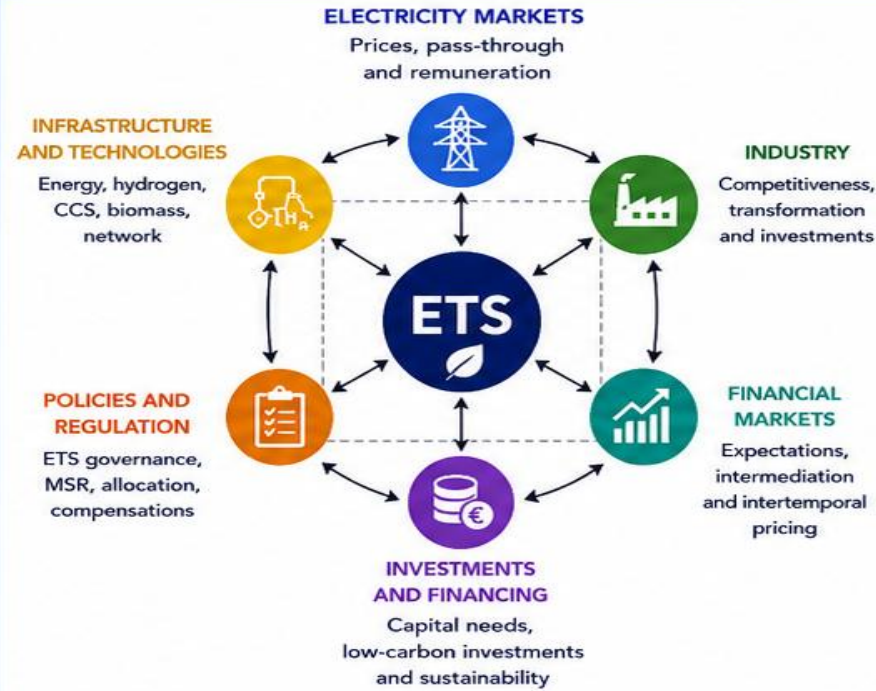 ELECTRICITY MARKETS
Prices, pass-through
and remuneration
INFRASTRUCTURE
AND TECHNOLOGIES
Energy, hydrogen,
CCS, biomass,
network
INDUSTRY
Competitiveness,
transformation
and investments
ETS
POLICIES AND
REGULATION
ETS governance,
MSR, allocation,
compensations
FINANCIAL
MARKETS
Expectations,
intermediation
and intertemporal
pricing
€
INVESTMENTS
AND FINANCING
Capital needs,
low-carbon investments
and sustainability